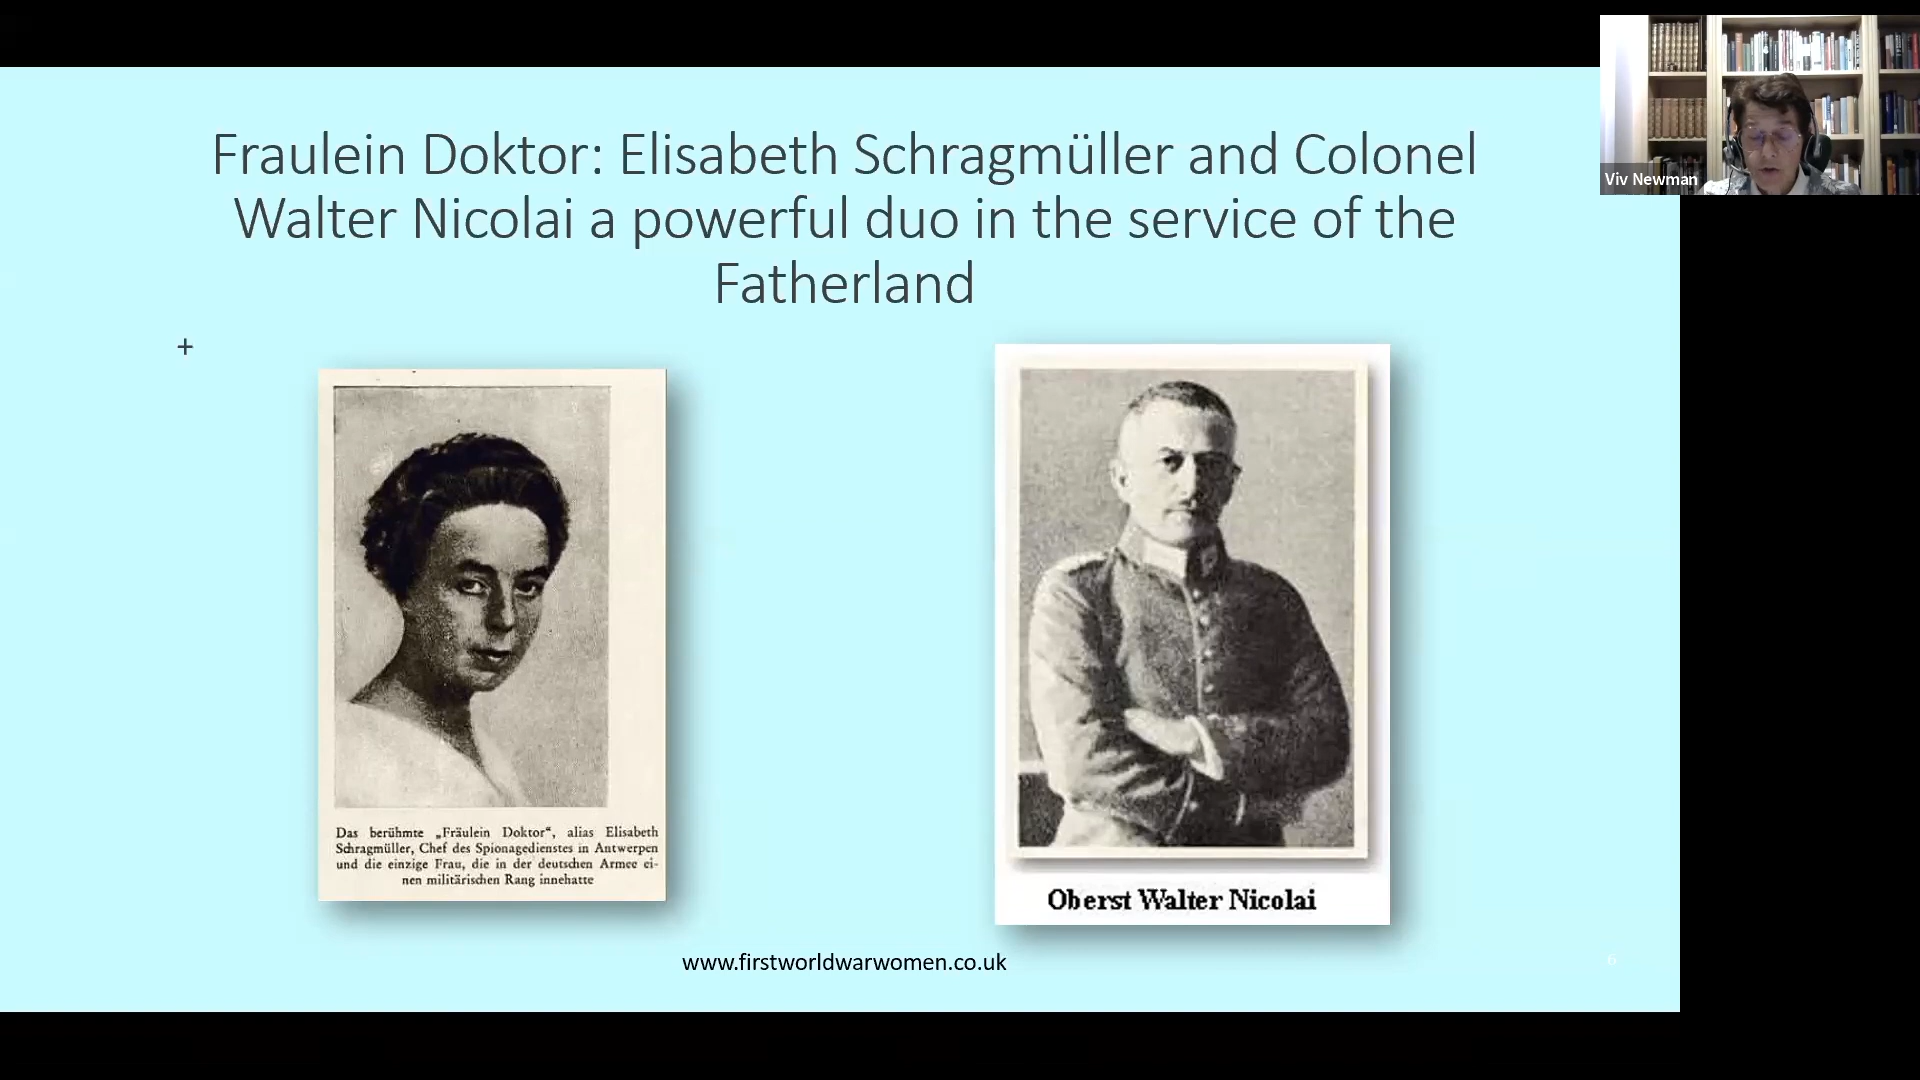 Fraulein Doktor: Elisabeth Schragmüller and Colonel
Walter Nicolai a powerful duo in the service of the
Fatherland
+
Das berühmte „Fräulein Doktor“, alias Elisabeth
Schragmüller, Chef des Spionagedienstes in Antwerpen
und die einzige Frau, die in der deutschen Armee ei-
nen militärischen Rang innehatte
Oberst Walter Nicolai
www.firstworldwarwomen.co.uk
6
Viv Newman